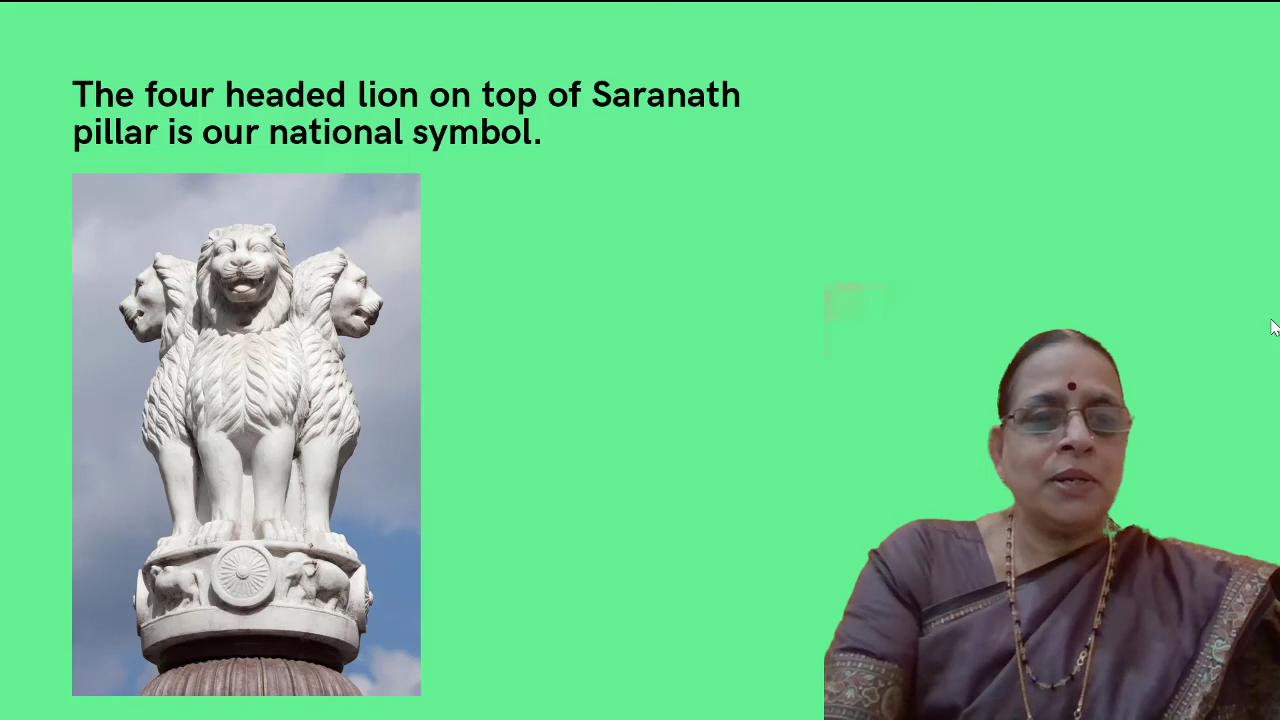 The four headed lion on top of Saranath
pillar is our national symbol.